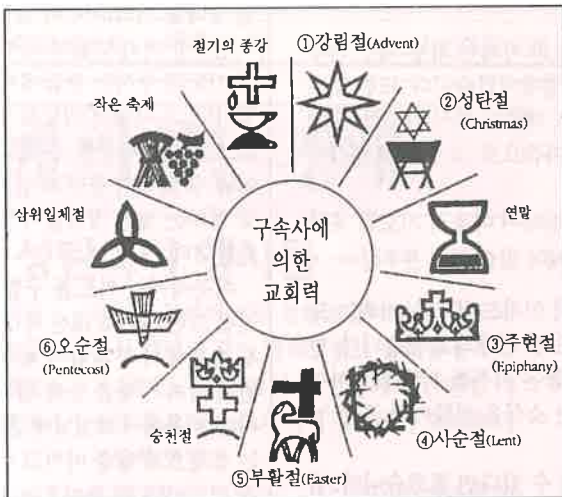 절기의 종강
①강림절(Advent)
②성탄절
(Christmas)
연말
③주현절
(Epiphany)
④사순절(Lent)
⑤부활절(Easter)
숭천절
⑥오순절
(Pentecost)
삼위일체절
작은 축제
구속사에
의한
교회력